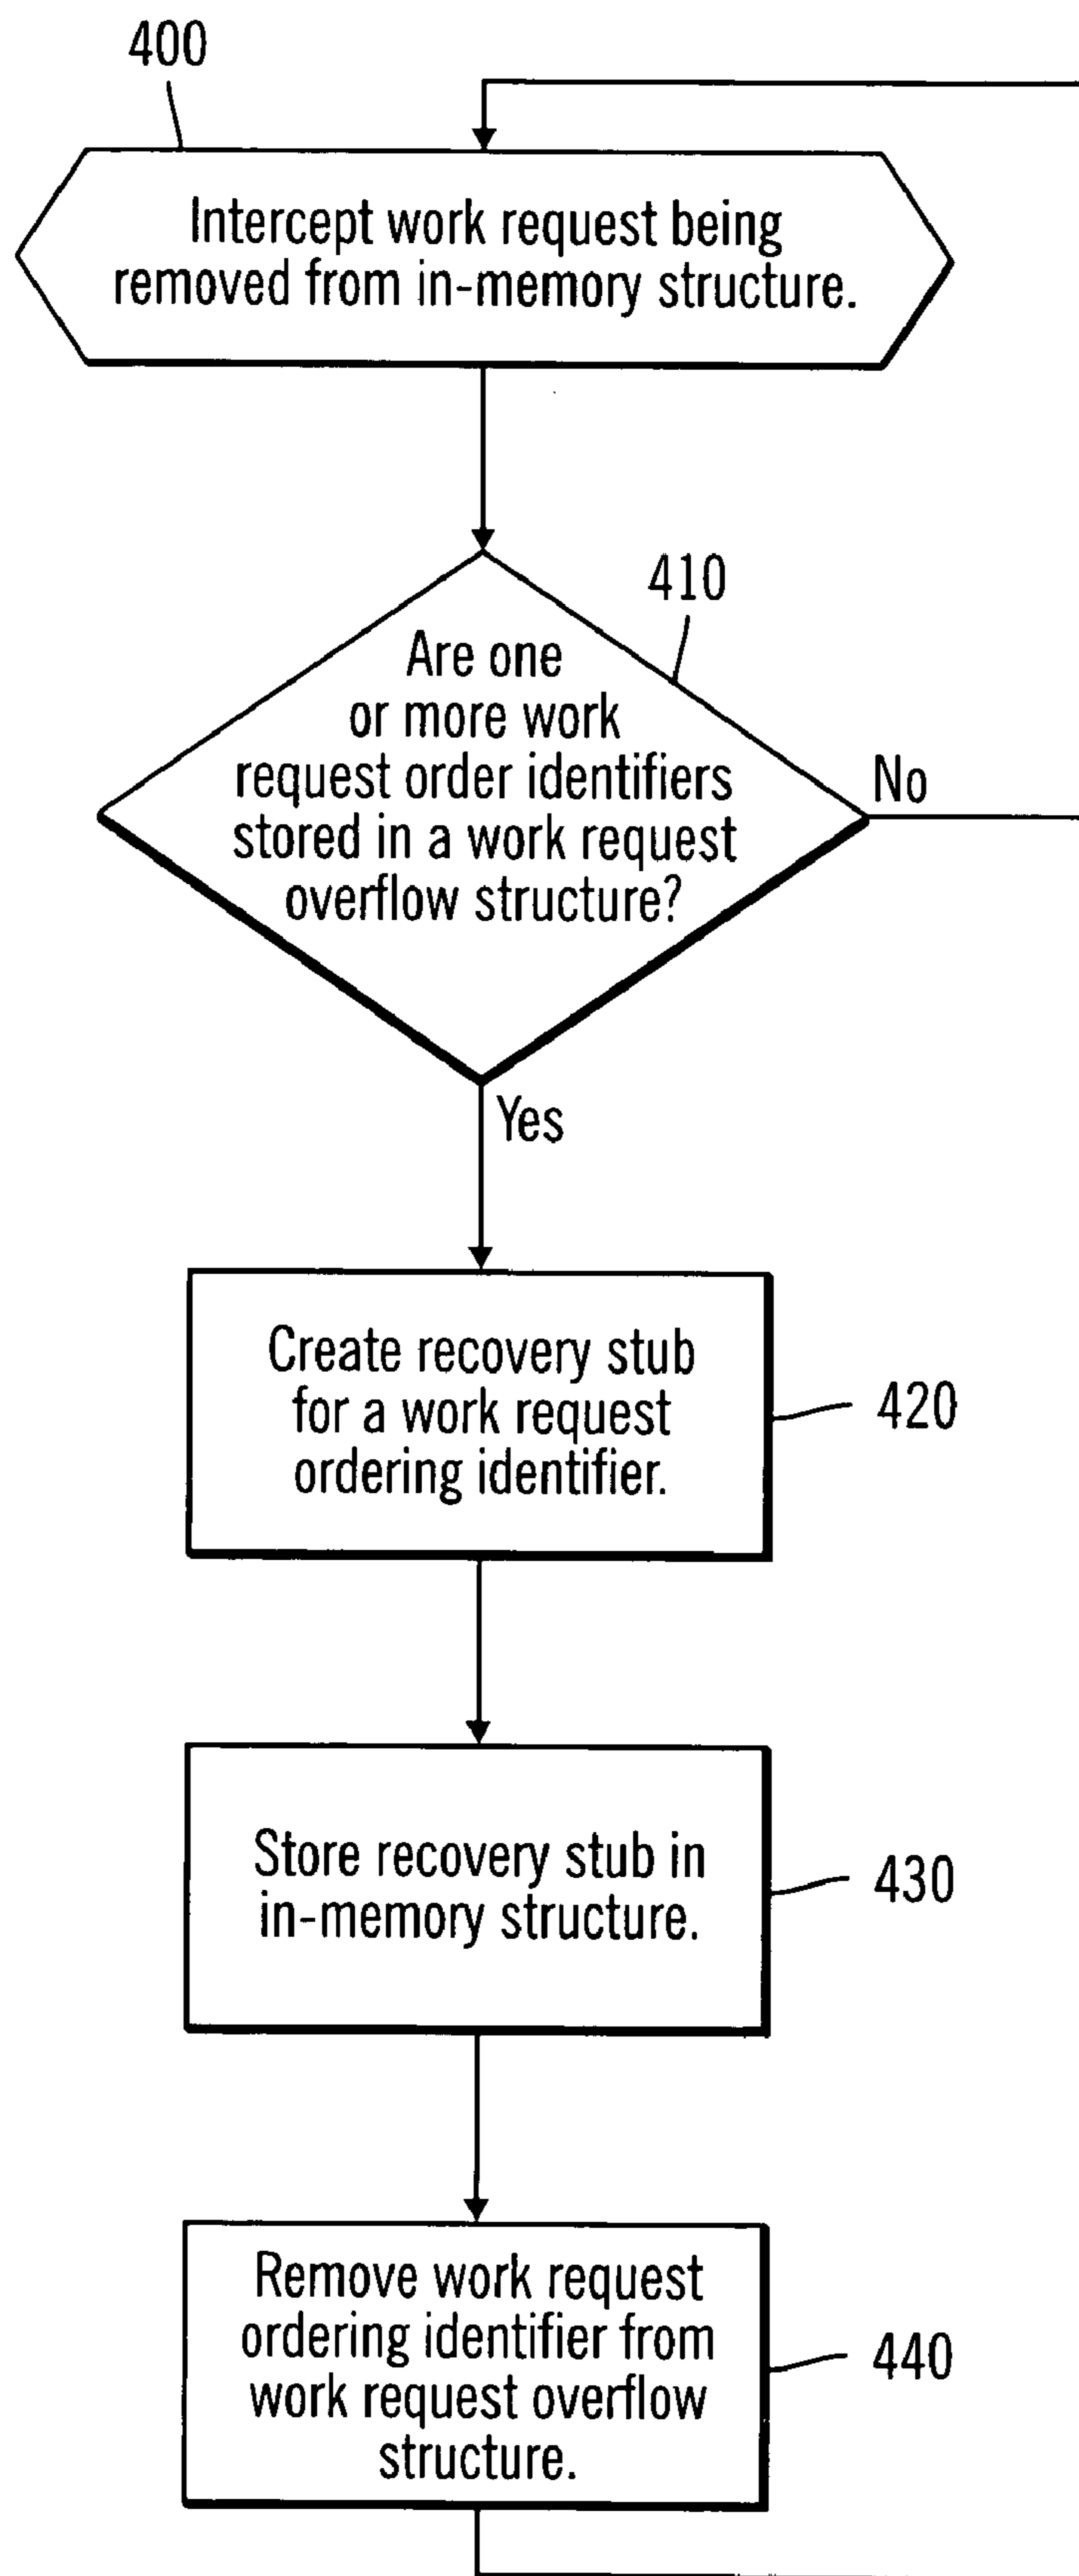 400
Intercept work request being
removed from in-memory structure.
410
Are one
or more work
request order identifiers
stored in a work request
overflow structure?
No
Yes
Create recovery stub
for a work request
ordering identifier.
420
Store recovery stub in
in-memory structure.
430
Remove work request
ordering identifier from
work request overflow
structure.
440